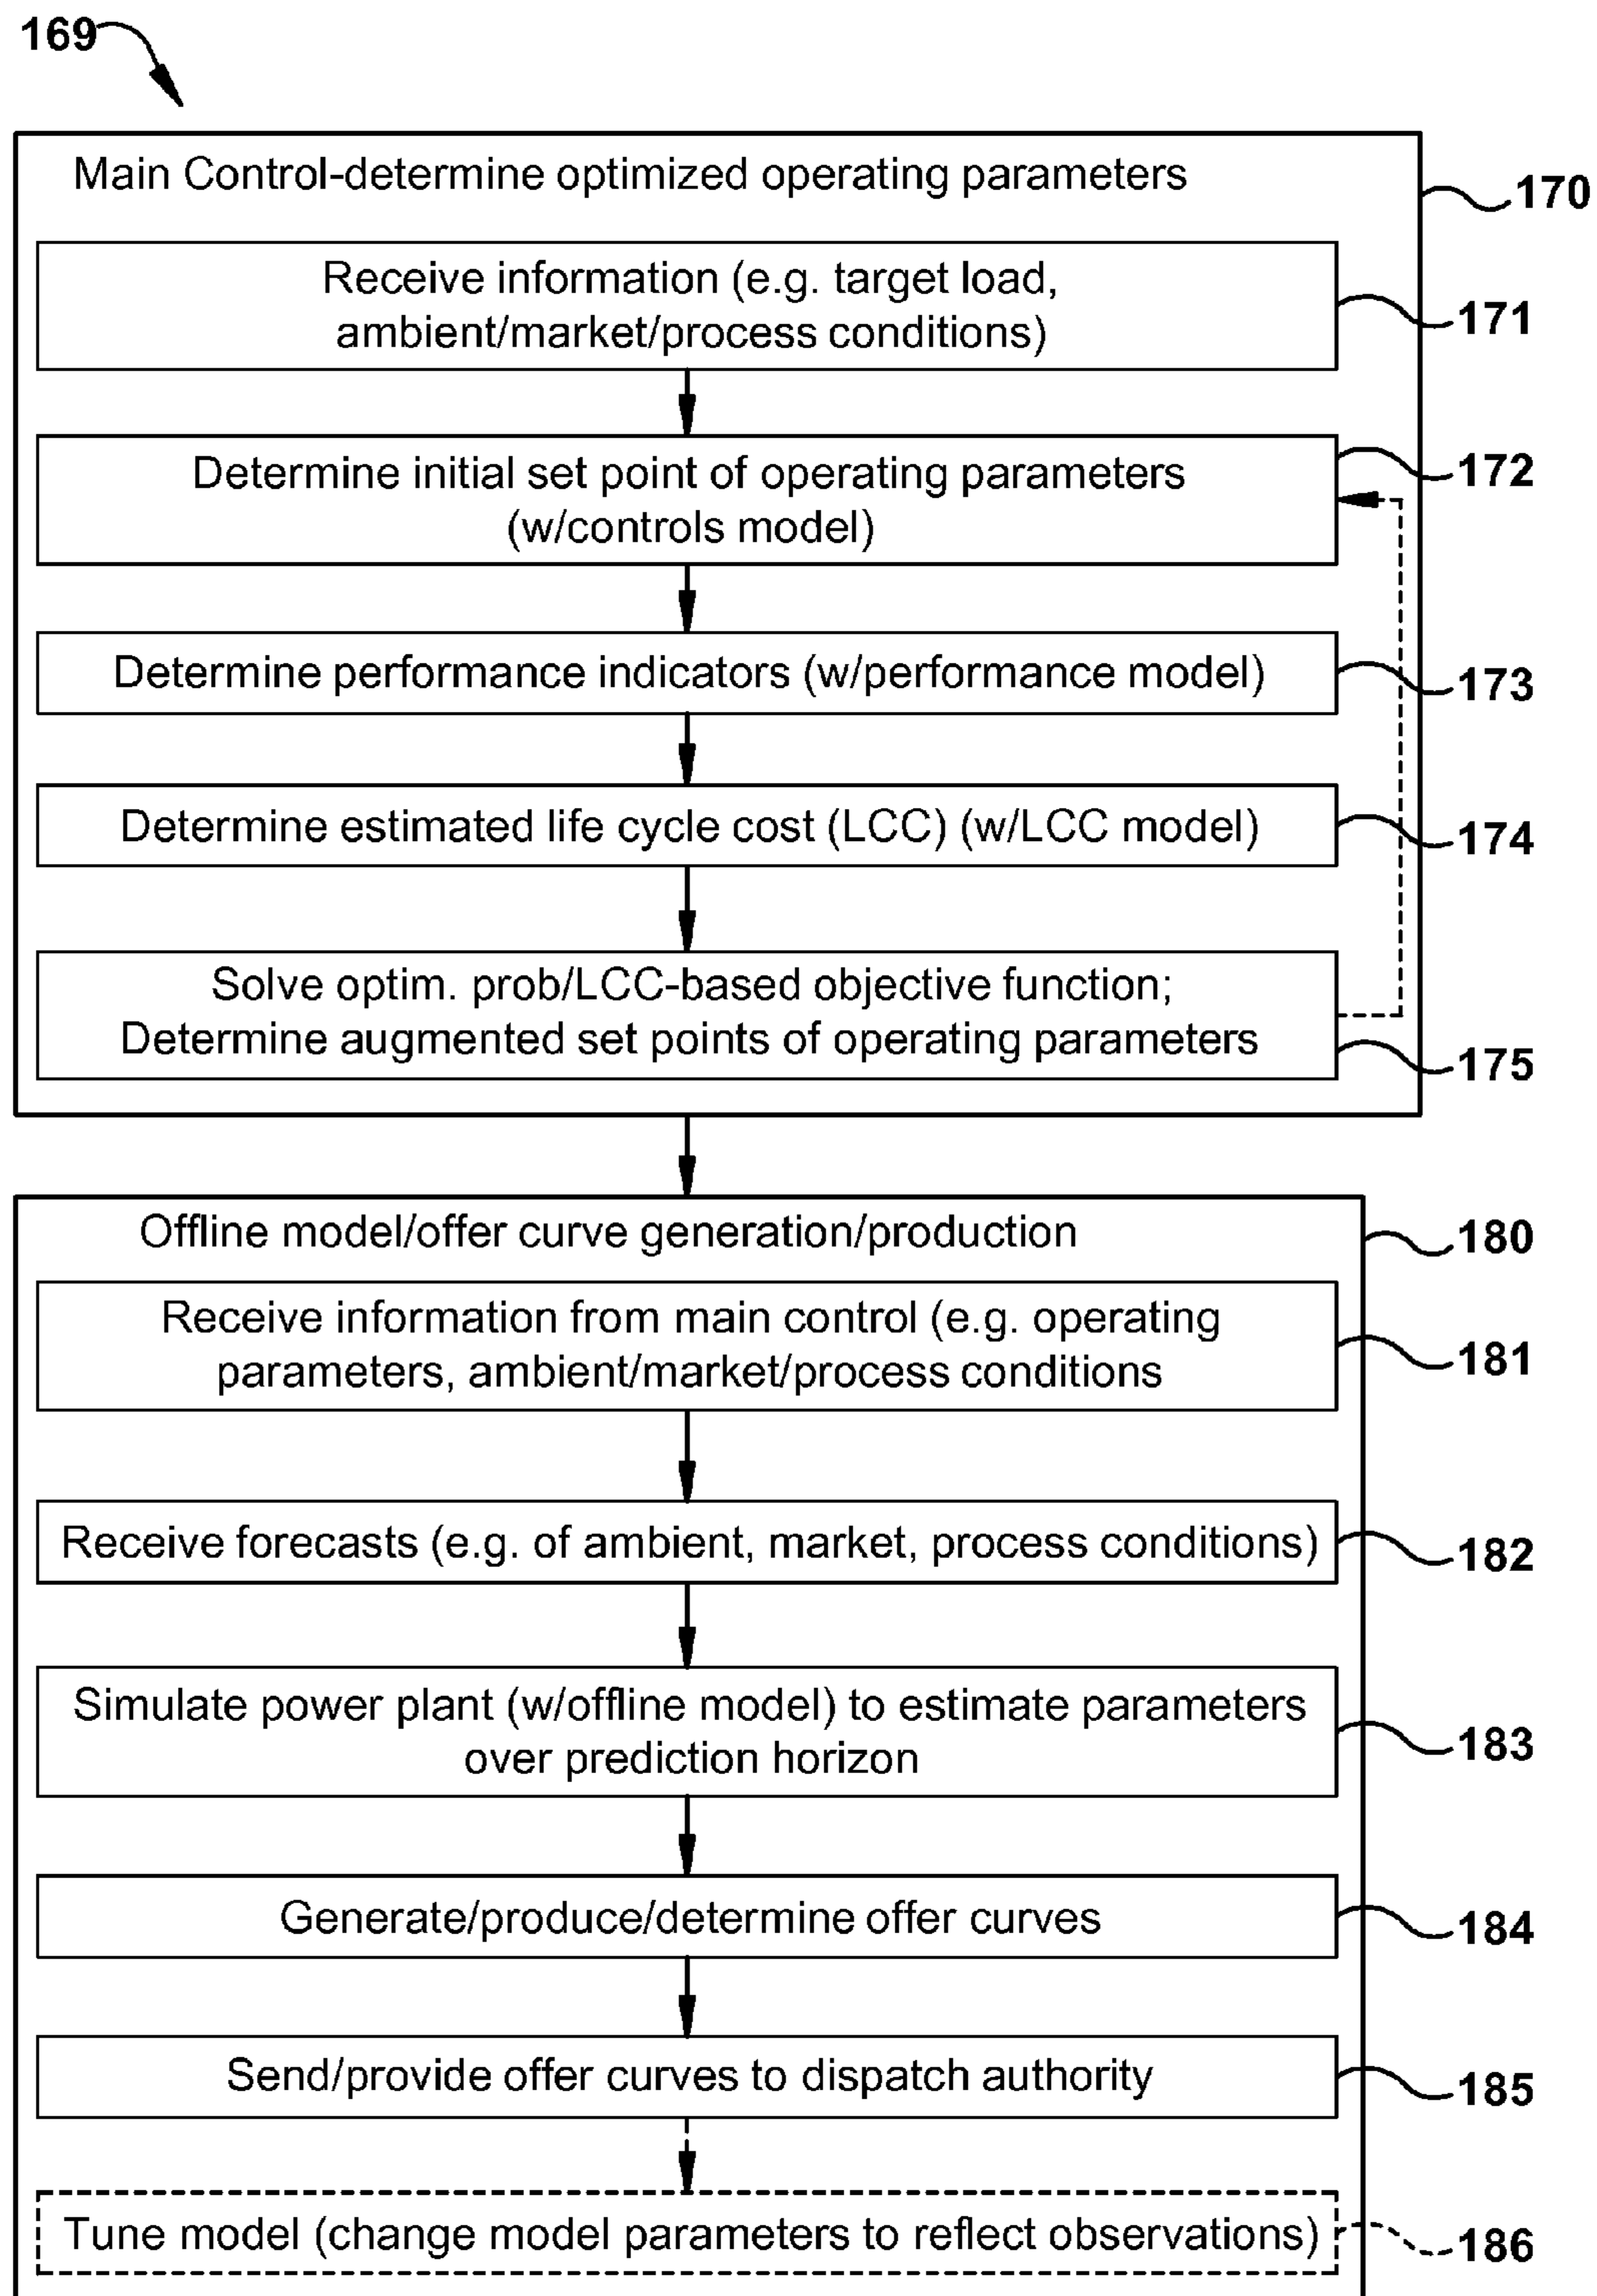 169
Main Control-determine optimized operating parameters
170
Receive information (e.g. target load,
ambient/market/process conditions)
171
Determine initial set point of operating parameters
(w/controls model)
172
Determine performance indicators (w/performance model)
173
Determine estimated life cycle cost (LCC) (w/LCC model)
174
Solve optim. prob/LCC-based objective function;
Determine augmented set points of operating parameters
175
Offline model/offer curve generation/production
180
Receive information from main control (e.g. operating
parameters, ambient/market/process conditions
181
Receive forecasts (e.g. of ambient, market, process conditions)
182
Simulate power plant (w/offline model) to estimate parameters
over prediction horizon
183
Generate/produce/determine offer curves
184
Send/provide offer curves to dispatch authority
185
Tune model (change model parameters to reflect observations)
186